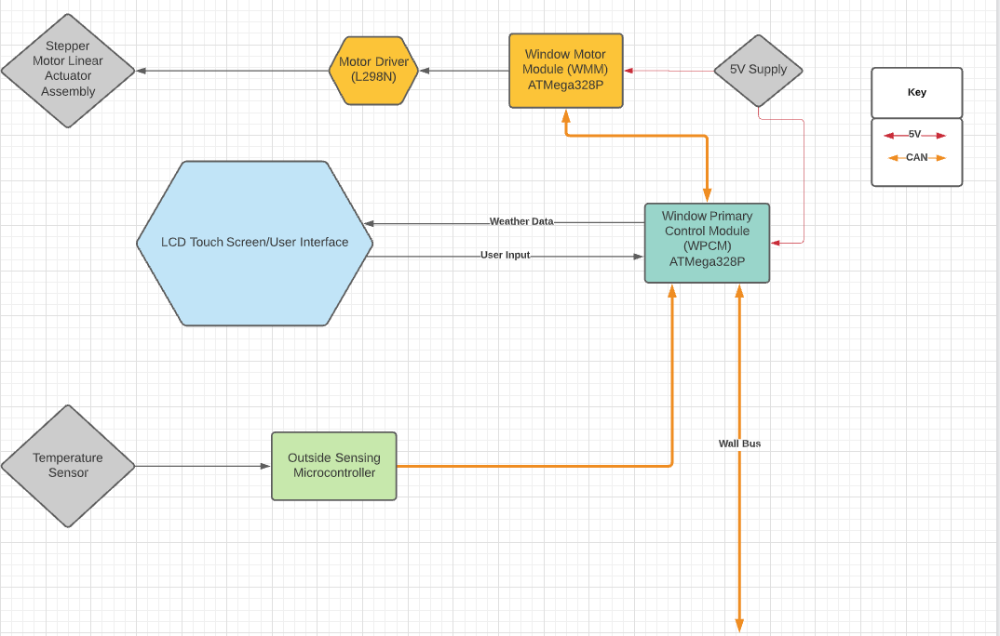 Stepper
Motor Linear
Actuator
Assembly
Motor Driver
(L298N)
Window Motor
Module (WMM)
ATMega328P
5V Supply
Key
5V
CAN
LCD Touch Screen/User Interface
Weather Data
User Input
Window Primary
Control Module
(WPCM)
ATMega328P
Wall Bus
Temperature
Sensor
Outside Sensing
Microcontroller